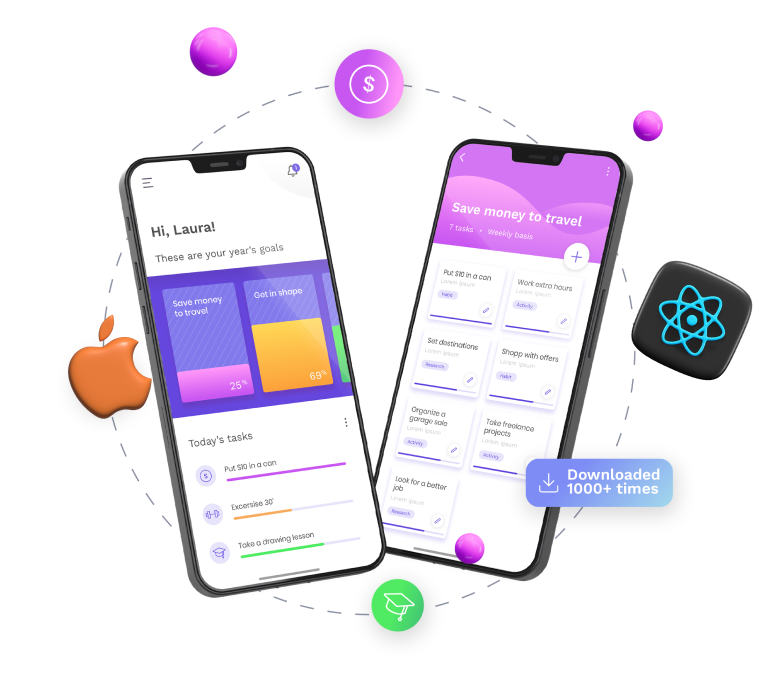 $
1
Hi, Laura!
These are your year's goals
Save money
to travel
25%
Get in shape
69%
Today's tasks
$
Put $10 in a can
Excersise 30'
Take a drawing lesson
Save money to travel
7 tasks • Weekly basis
+
Put $10 in a can
Lorem ipsum
Habit
Work extra hours
Lorem ipsum
Activity
Set destinations
Lorem ipsum
Research
Shopp with offers
Lorem ipsum
Habit
Organize a
garage sale
Lorem ipsum
Activity
Take freelance
projects
Lorem ipsum
Activity
Look for a better
job
Lorem ipsum
Research
Downloaded
1000+ times